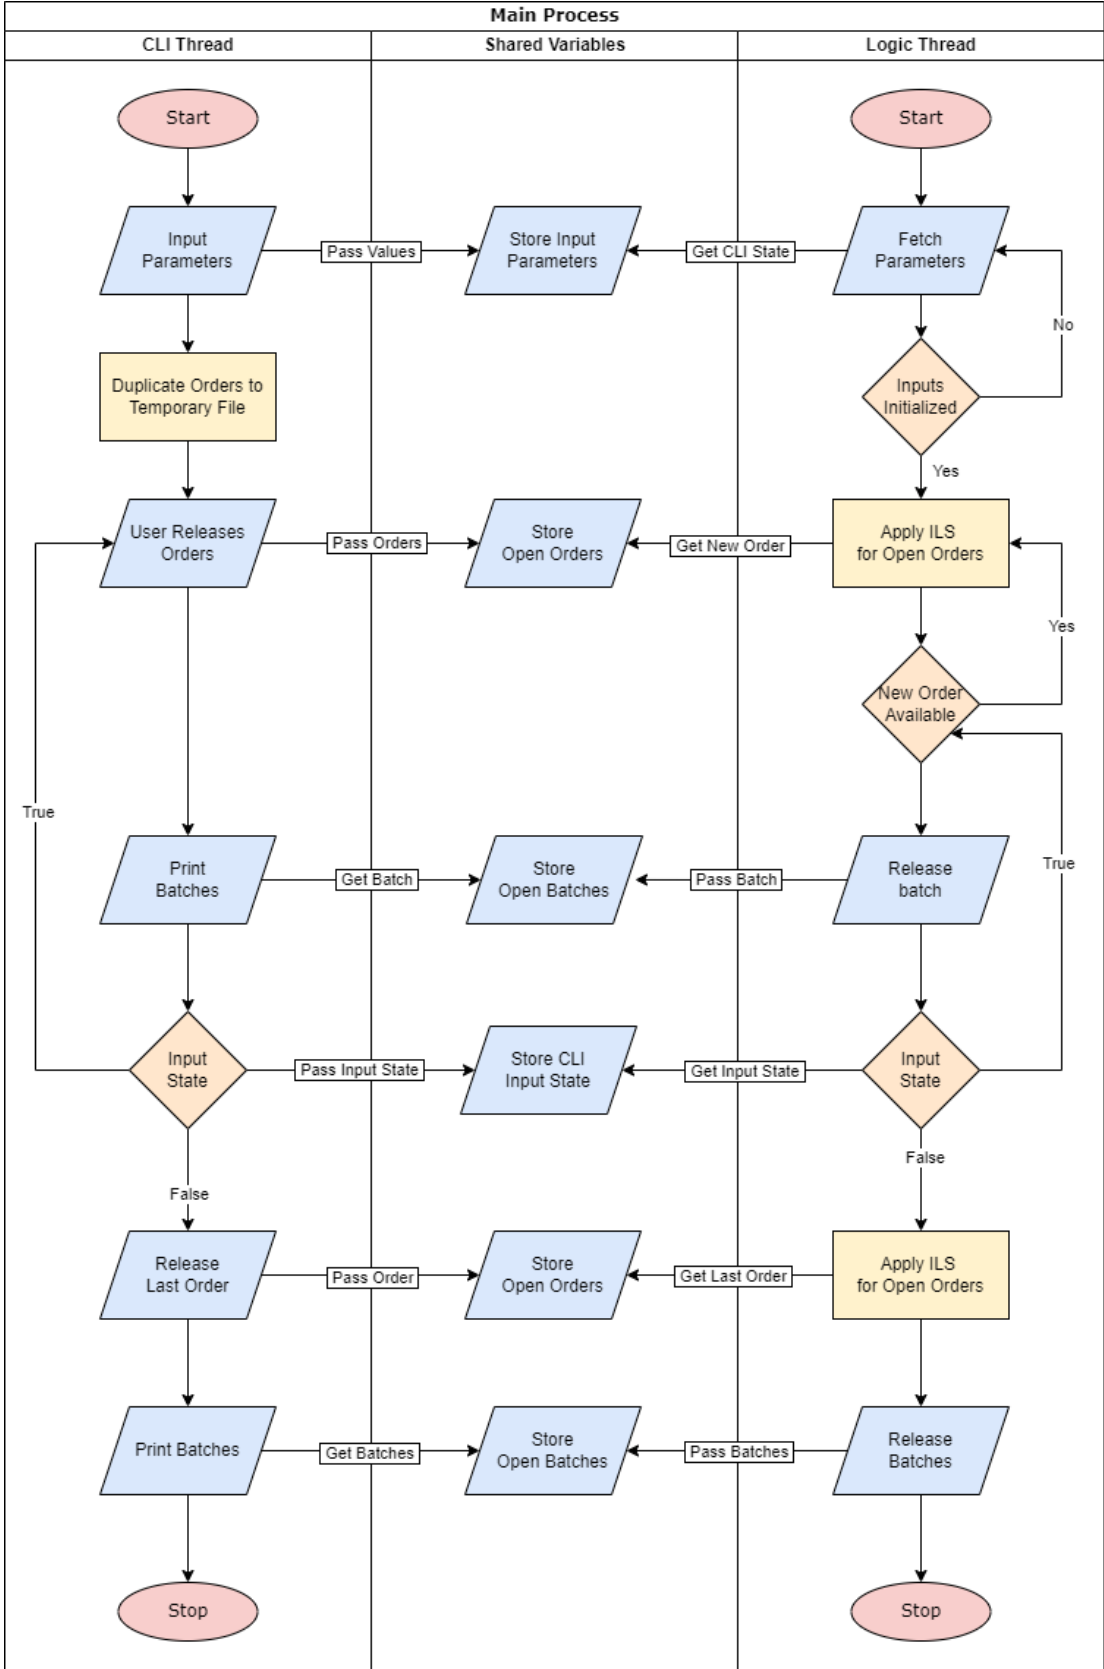 Main Process
CLI Thread
Shared Variables
Logic Thread
Start
Start
Input
Parameters
Pass Values
Store Input
Parameters
Get CLI State
Fetch
Parameters
No
Duplicate Orders to
Temporary File
Inputs
Initialized
Yes
User Releases
Orders
Pass Orders
Store
Open Orders
Get New Order
Apply ILS
for Open Orders
Yes
New Order
Available
True
Print
Batches
Get Batch
Store
Open Batches
Pass Batch
Release
batch
True
Input
State
Pass Input State
Store CLI
Input State
Get Input State
Input
State
False
False
Release
Last Order
Pass Order
Store
Open Orders
Get Last Order
Apply ILS
for Open Orders
Print Batches
Get Batches
Store
Open Batches
Pass Batches
Release
Batches
Stop
Stop